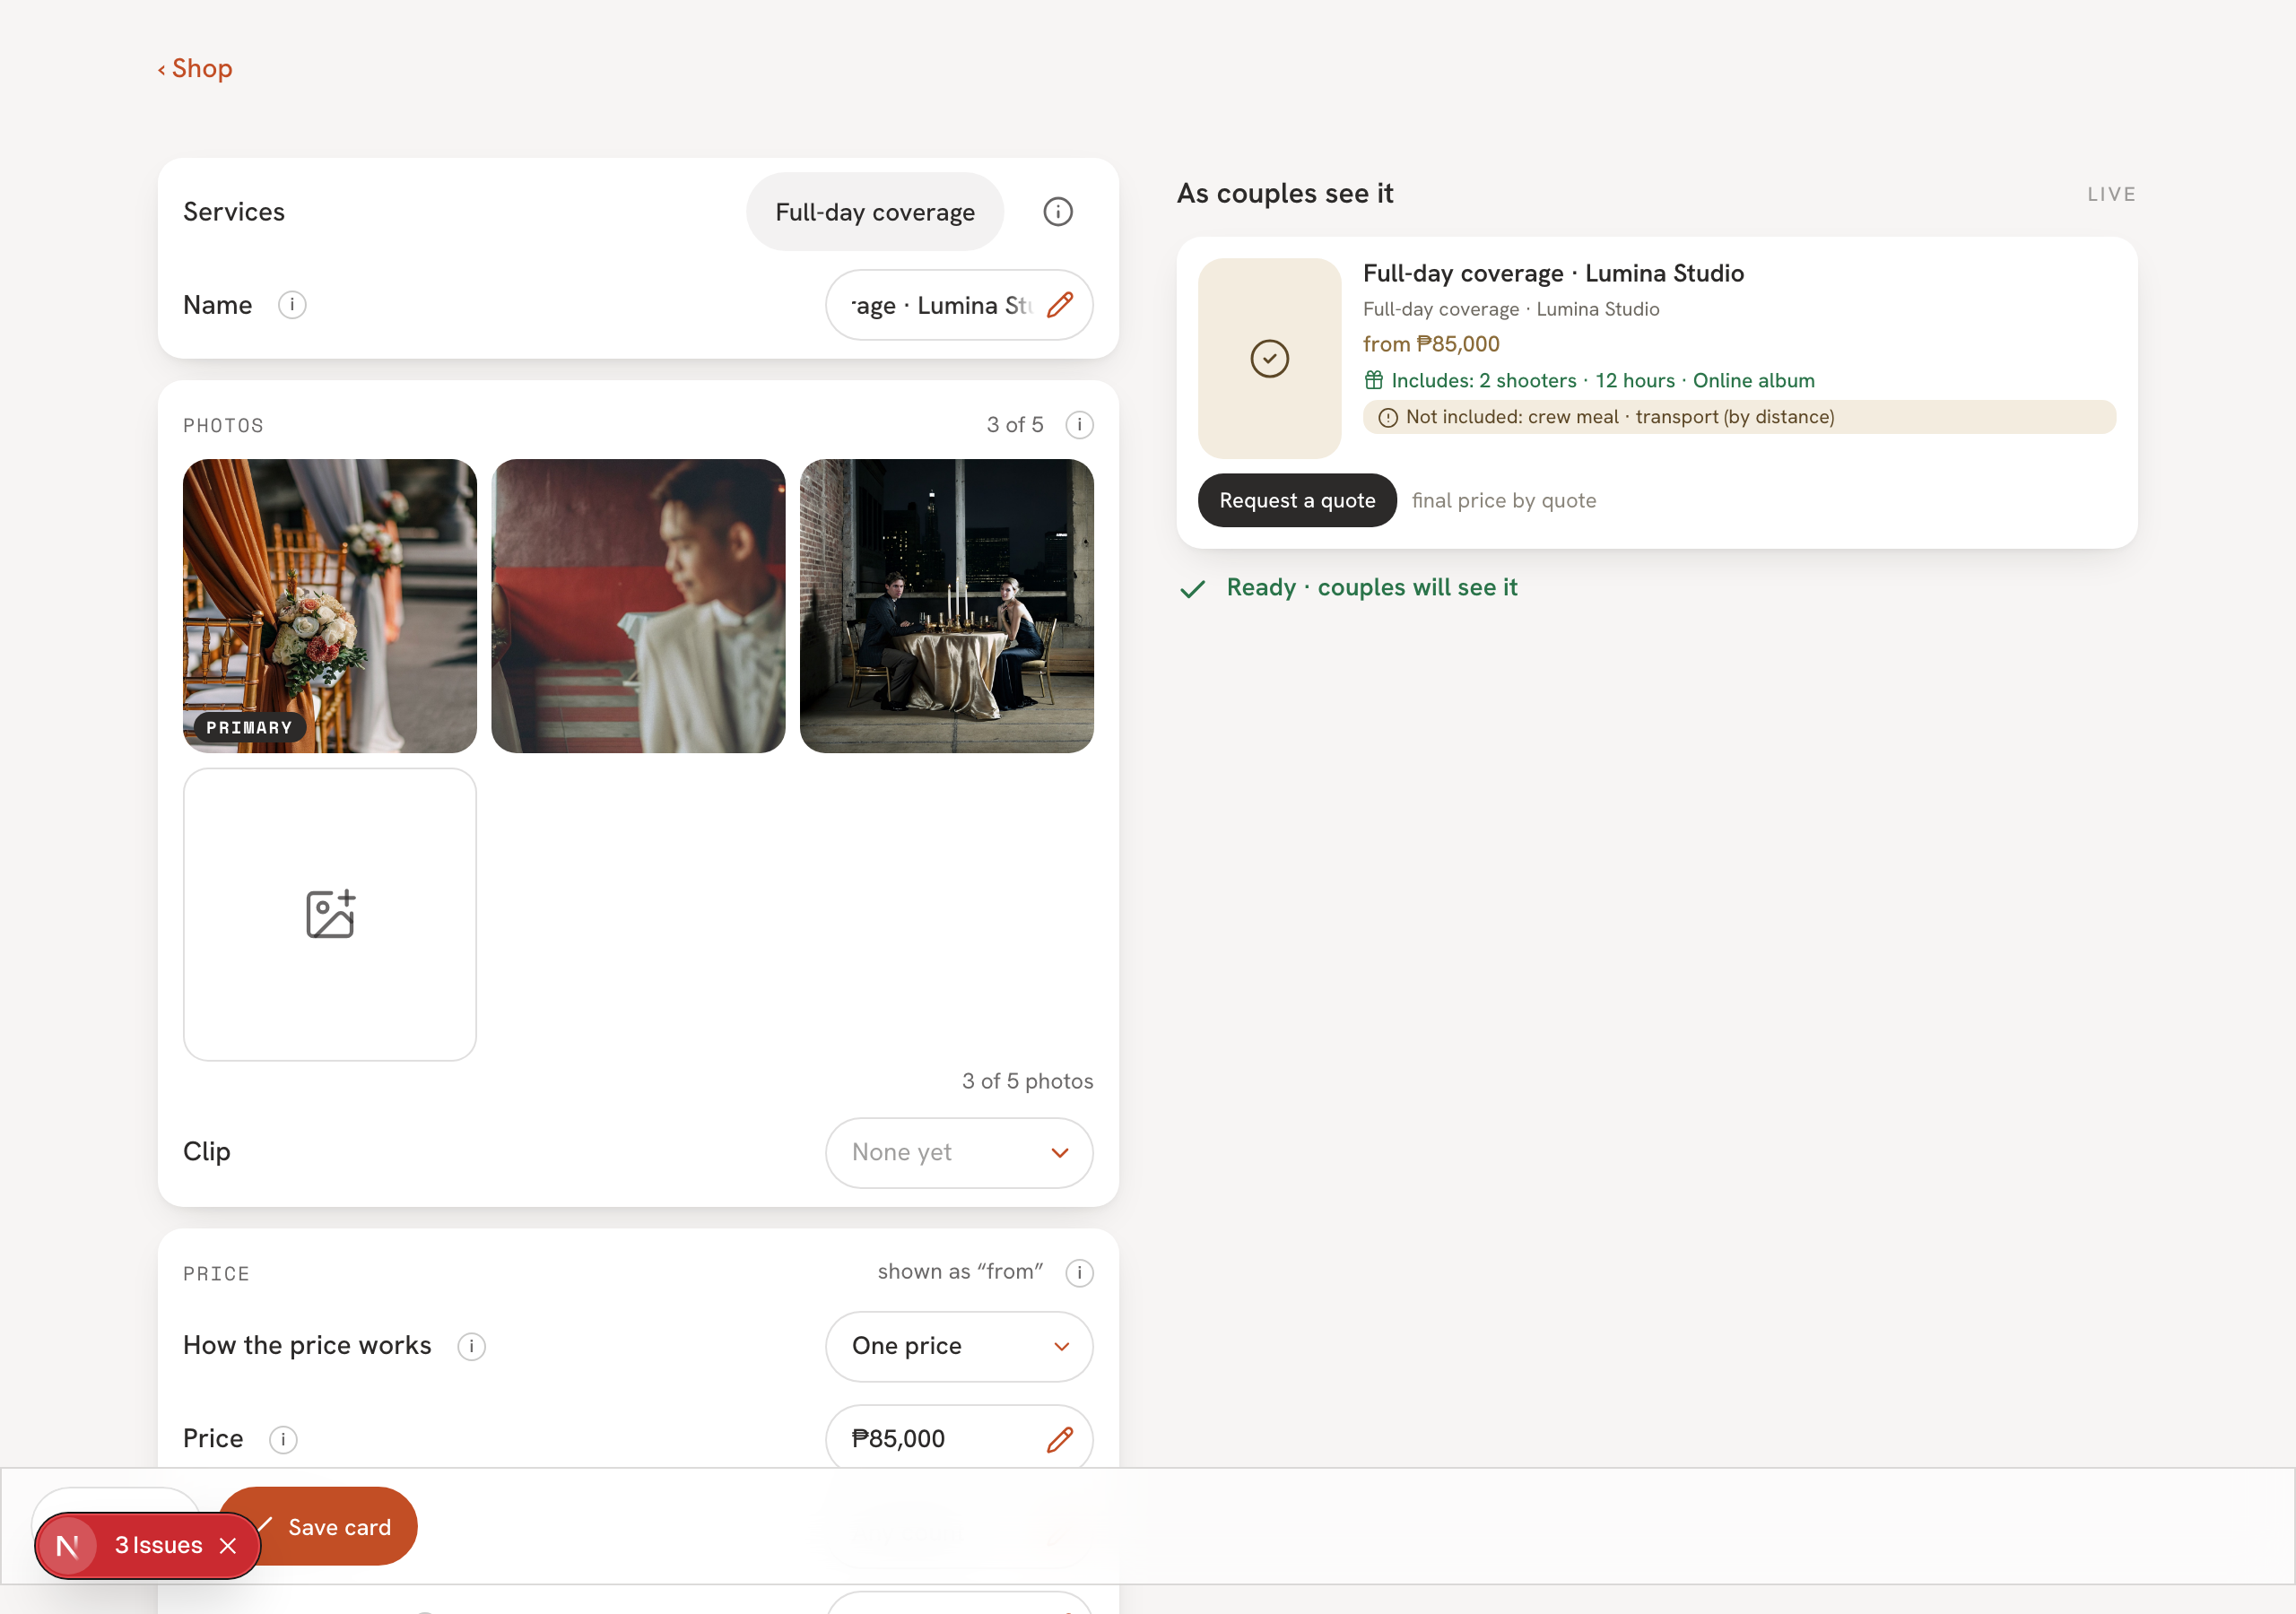 ‹ Shop
Services
Full-day coverage
Name
rage · Lumina Stu
PHOTOS
3 of 5
PRIMARY
3 of 5 photos
Clip
None yet
PRICE
shown as “from”
How the price works
One price
Price
₱85,000
Save card
N 3 Issues
As couples see it
LIVE
Full-day coverage · Lumina Studio
Full-day coverage · Lumina Studio
from ₱85,000
Includes: 2 shooters · 12 hours · Online album
Not included: crew meal · transport (by distance)
Request a quote
final price by quote
Ready · couples will see it